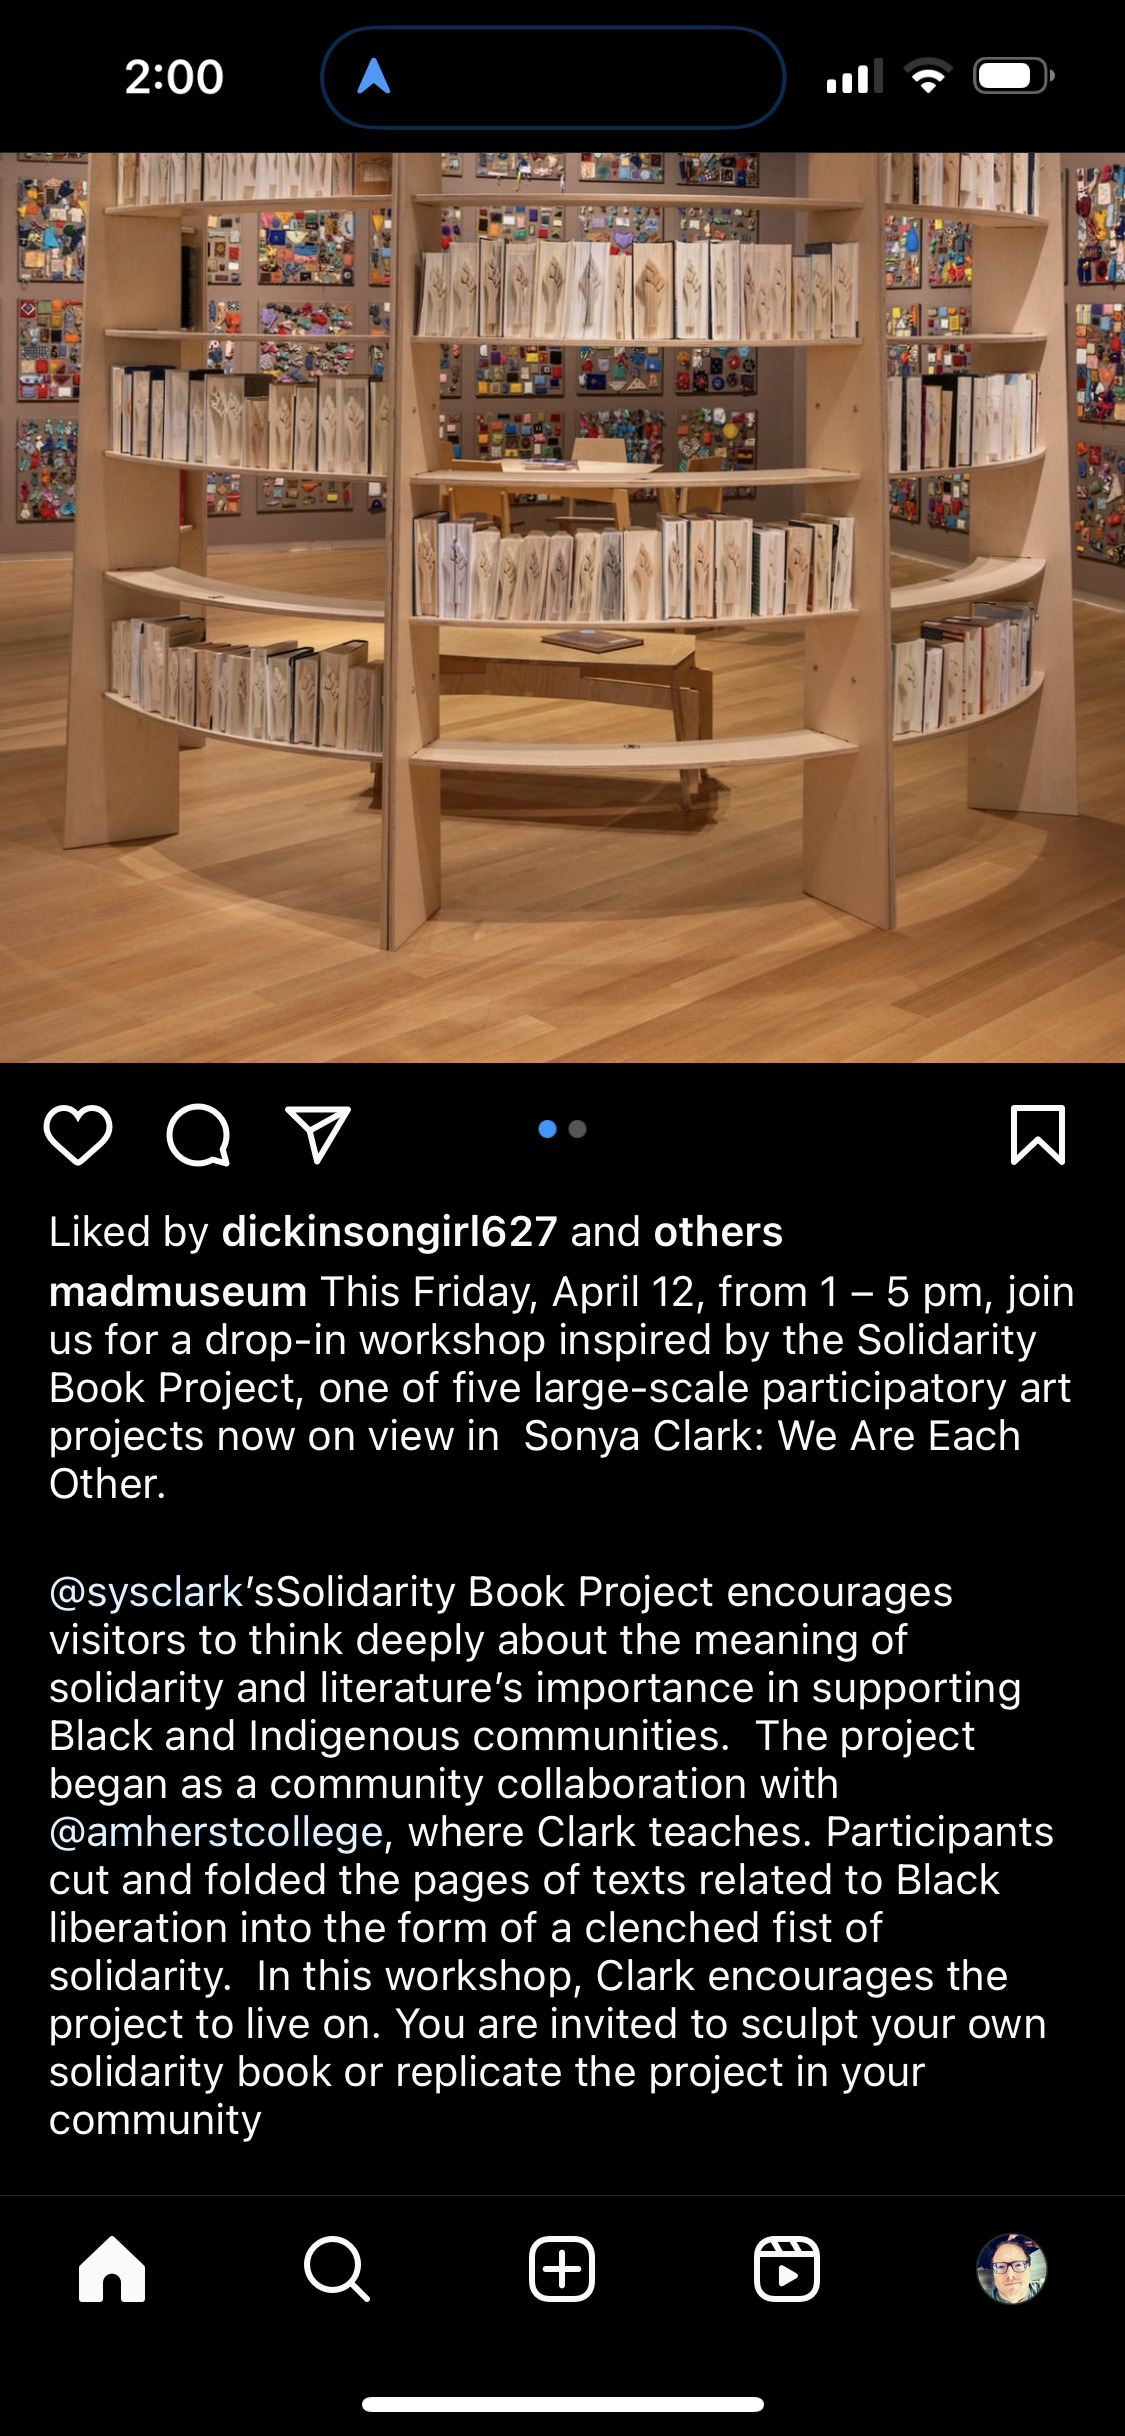 2:00
Liked by dickinsongirl627 and others
madmuseum This Friday, April 12, from 1 – 5 pm, join
us for a drop-in workshop inspired by the Solidarity
Book Project, one of five large-scale participatory art
projects now on view in  Sonya Clark: We Are Each
Other.
@sysclark’sSolidarity Book Project encourages
visitors to think deeply about the meaning of
solidarity and literature’s importance in supporting
Black and Indigenous communities.  The project
began as a community collaboration with
@amherstcollege, where Clark teaches. Participants
cut and folded the pages of texts related to Black
liberation into the form of a clenched fist of
solidarity.  In this workshop, Clark encourages the
project to live on. You are invited to sculpt your own
solidarity book or replicate the project in your
community